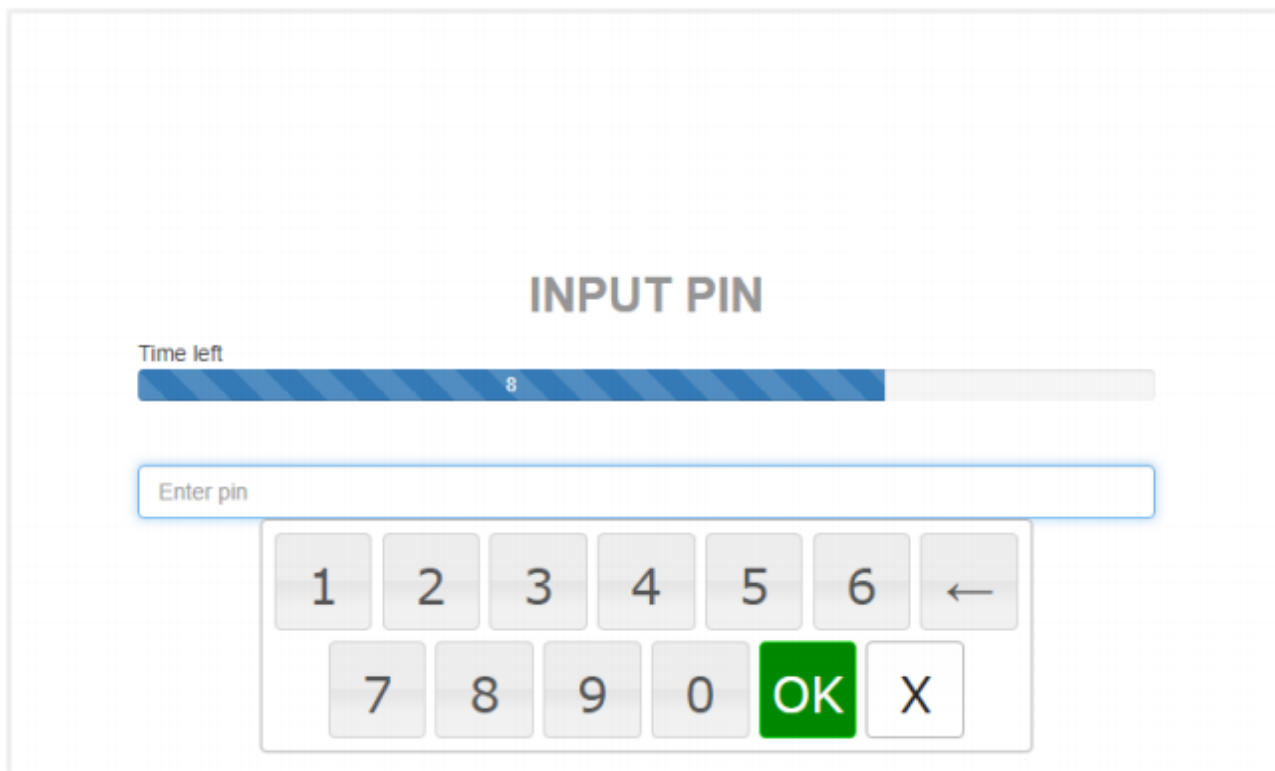 INPUT PIN
Time left
8
Enter pin
1 2 3 4 5 6 ←
7 8 9 0 OK X